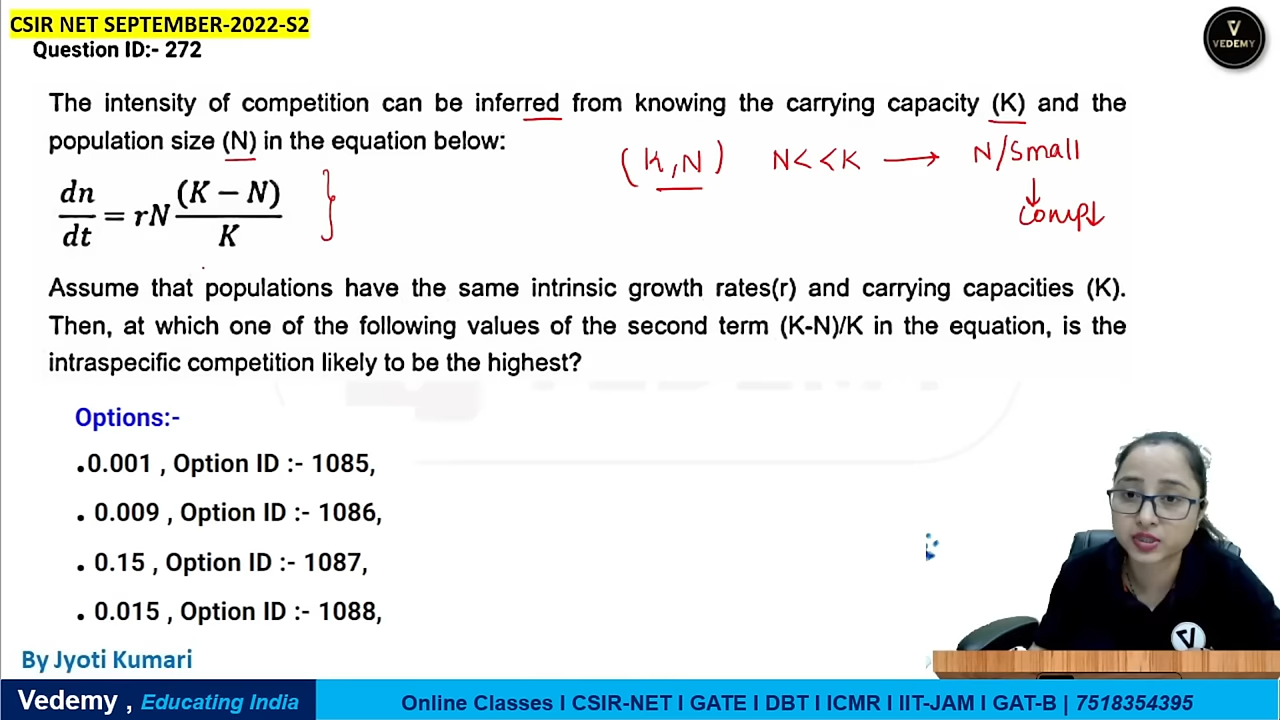 CSIR NET SEPTEMBER-2022-S2
Question ID:- 272
VEDEMY
The intensity of competition can be inferred from knowing the carrying capacity (K) and the
population size (N) in the equation below:
(K,N) N<<K → N/Small
↓
Comp↓
dn/dt = rN (K − N)/K
Assume that populations have the same intrinsic growth rates(r) and carrying capacities (K).
Then, at which one of the following values of the second term (K-N)/K in the equation, is the
intraspecific competition likely to be the highest?
Options:-
.0.001 , Option ID :- 1085,
. 0.009 , Option ID :- 1086,
. 0.15 , Option ID :- 1087,
. 0.015 , Option ID :- 1088,
By Jyoti Kumari
Vedemy , Educating India
Online Classes I CSIR-NET I GATE I DBT I ICMR I IIT-JAM I GAT-B | 7518354395